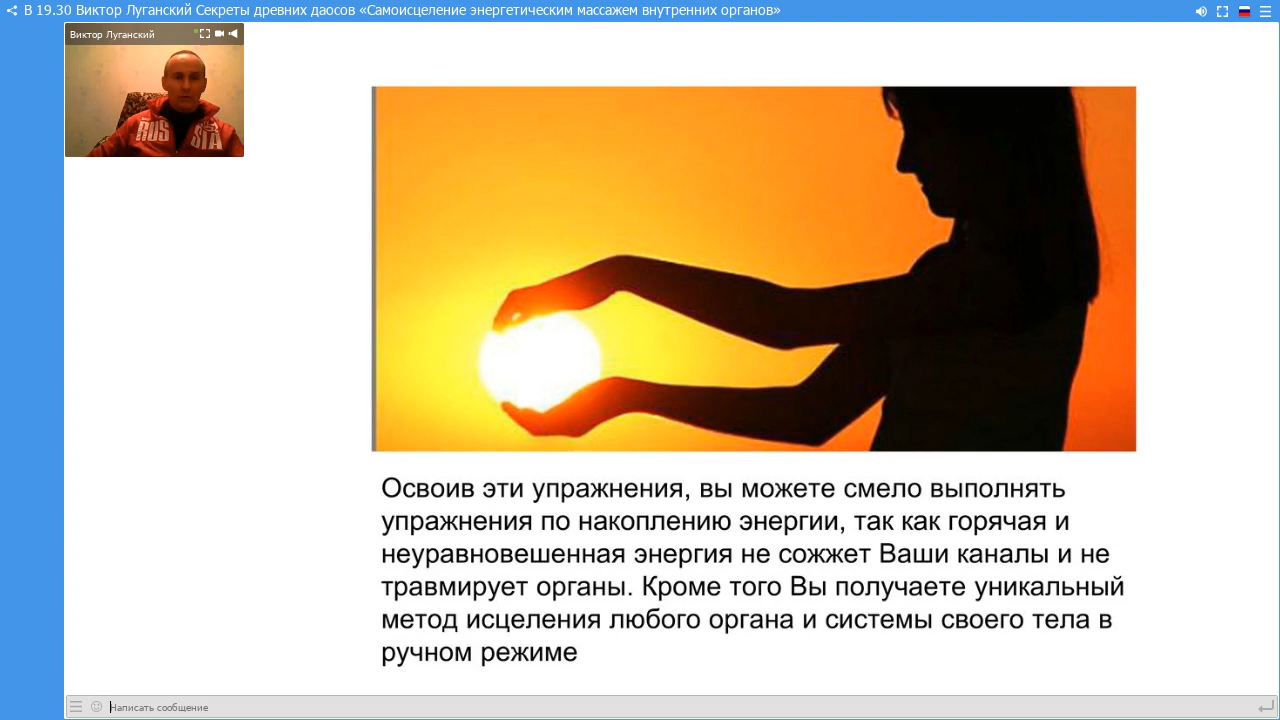 В 19.30 Виктор Луганский Секреты древних даосов «Самоисцеление энергетическим массажем внутренних органов»
Виктор Луганский
RUS SIA
Освоив эти упражнения, вы можете смело выполнять
упражнения по накоплению энергии, так как горячая и
неуравновешенная энергия не сожжет Ваши каналы и не
травмирует органы. Кроме того Вы получаете уникальный
метод исцеления любого органа и системы своего тела в
ручном режиме
Написать сообщение